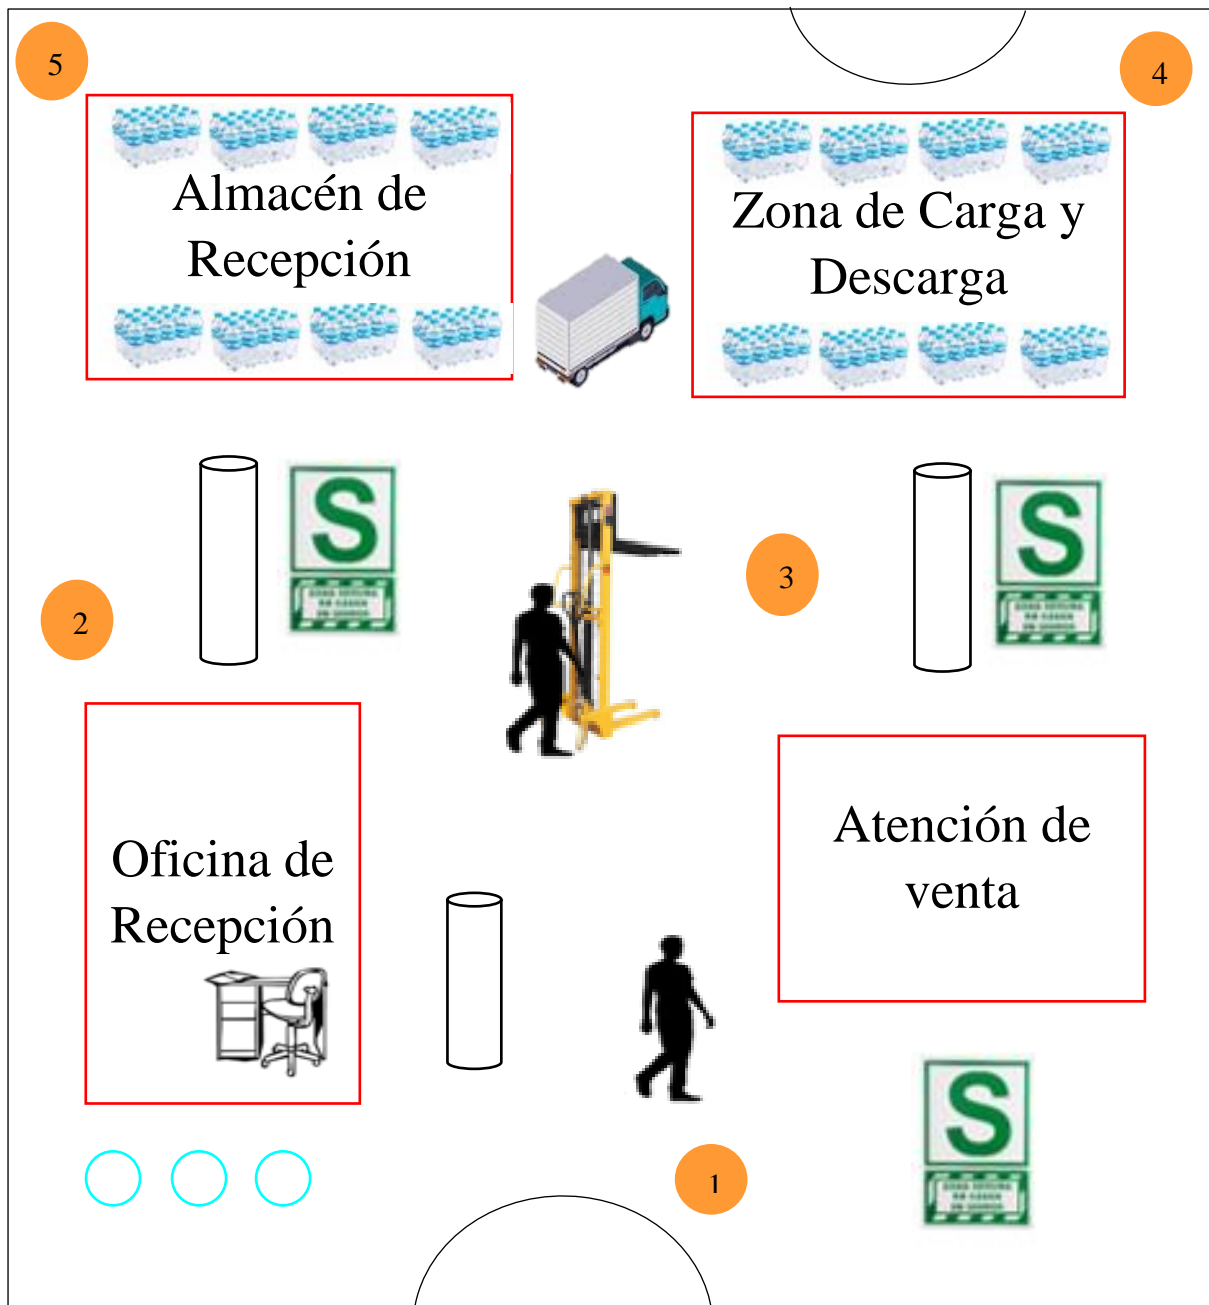 5
4
Almacén de
Recepción
Zona de Carga y
Descarga
S
S
3
2
Oficina de
Recepción
Atención de
venta
S
1